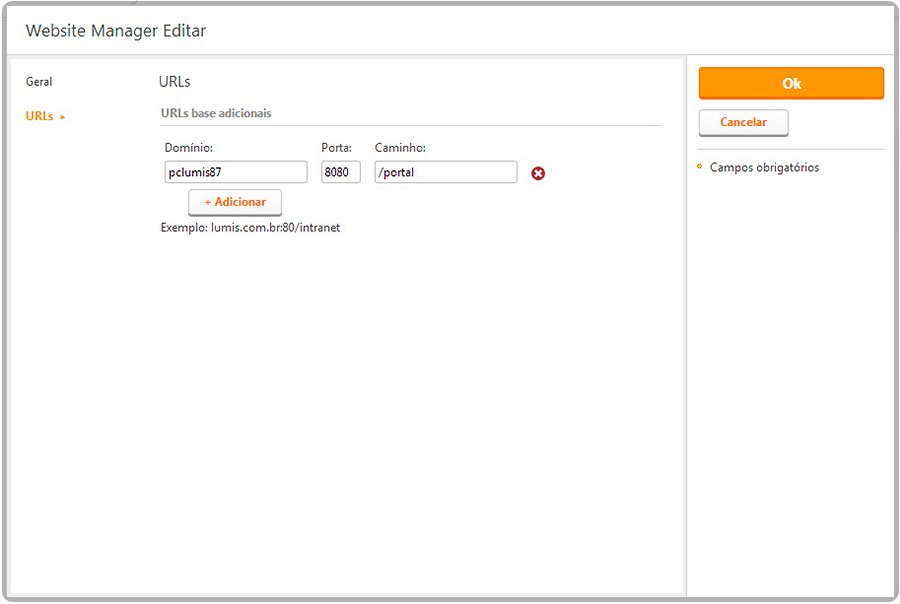 Website Manager Editar
Geral
URLs
URLs
URLs base adicionais
Domínio: Porta: Caminho:
pclumis87 8080 /portal
+ Adicionar
Exemplo: lumis.com.br:80/intranet
Ok
Cancelar
* Campos obrigatórios